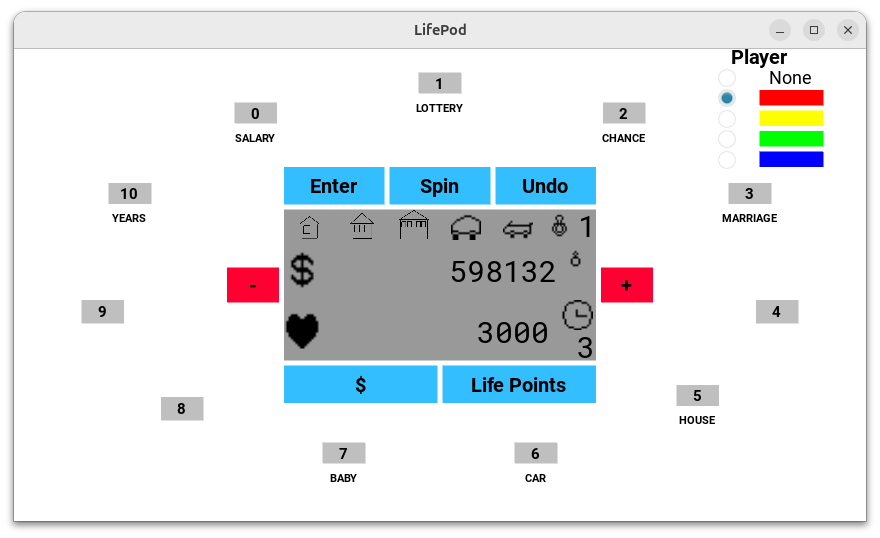 LifePod
Player
None
1
LOTTERY
0
SALARY
2
CHANCE
10
YEARS
3
MARRIAGE
Enter Spin Undo
1
$ 598132
- +
3000
3
9
4
$ Life Points
8
5
HOUSE
7
BABY
6
CAR